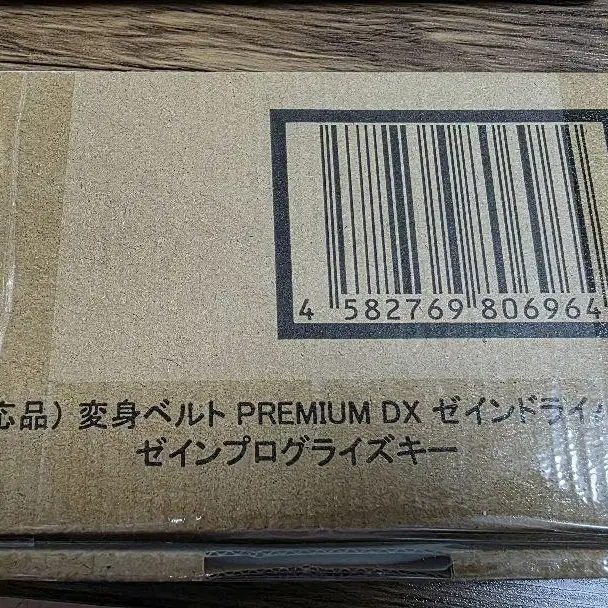 4 582769 806964
応品) 変身ベルト PREMIUM DX ゼインドライバ
ゼインプログライズキー